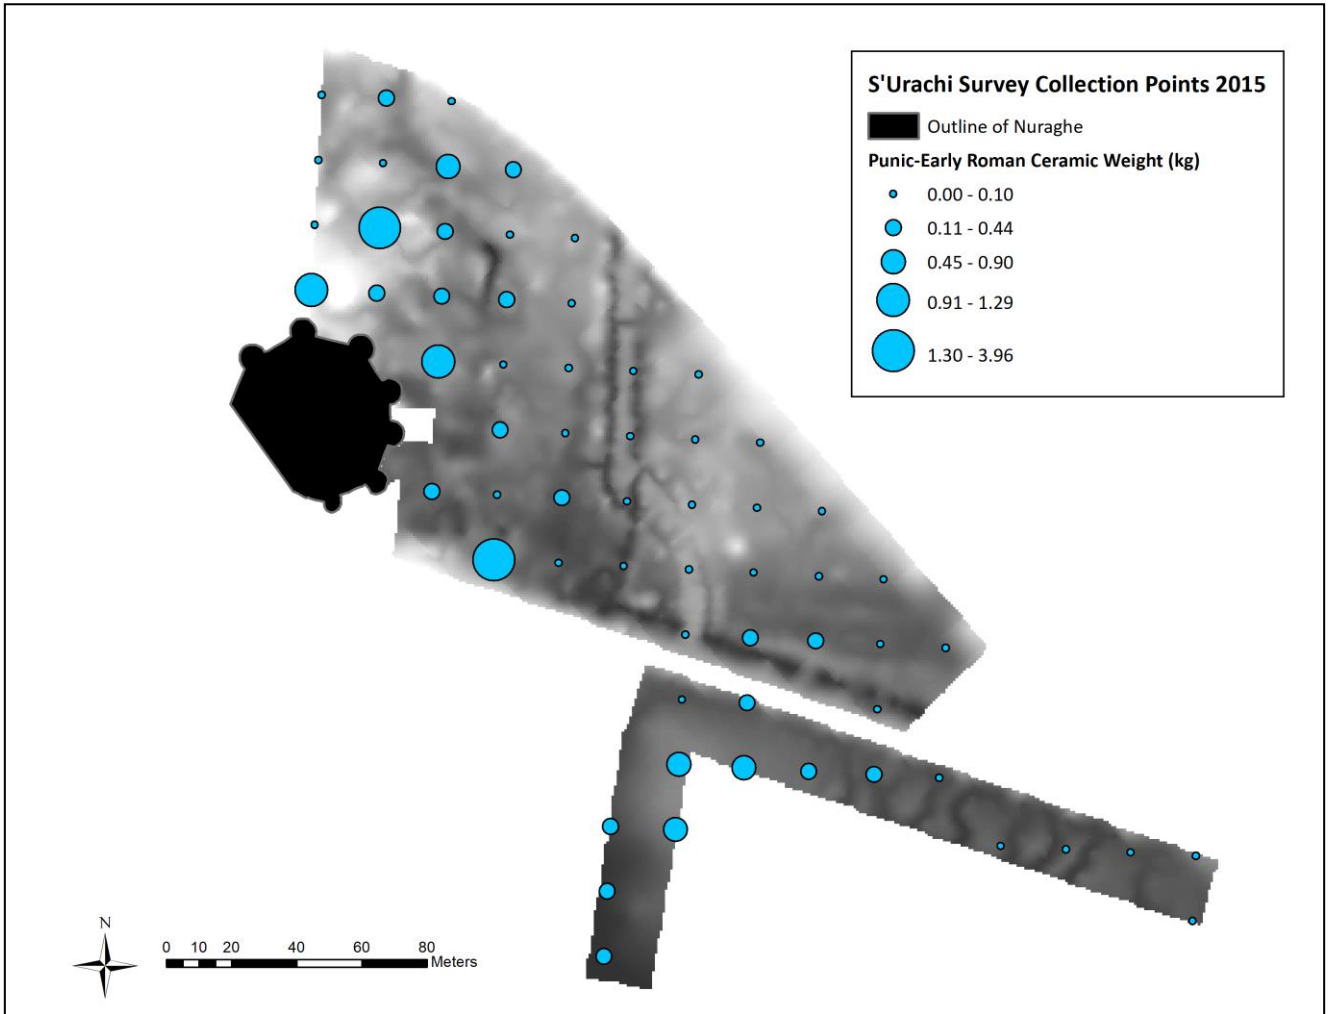 S'Urachi Survey Collection Points 2015
Outline of Nuraghe
Punic-Early Roman Ceramic Weight (kg)
0.00 - 0.10
0.11 - 0.44
0.45 - 0.90
0.91 - 1.29
1.30 - 3.96
N
0 10 20 40 60 80
Meters